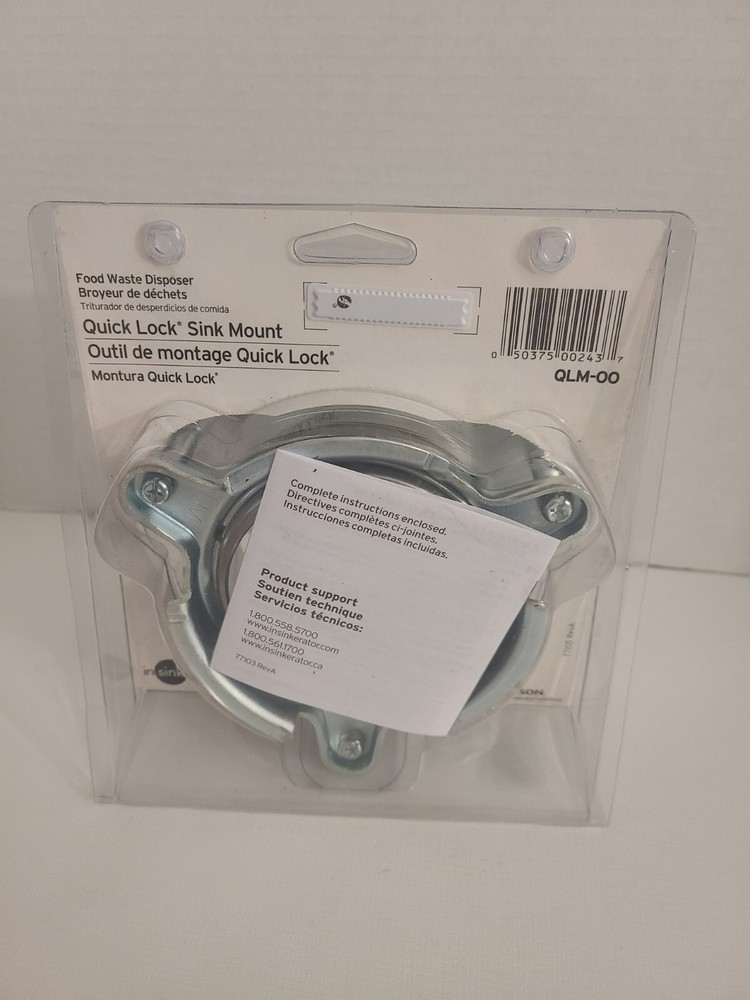 Food Waste Disposer
Broyeur de déchets
Triturador de desperdicios de comida
Quick Lock® Sink Mount
Outil de montage Quick Lock®
Montura Quick Lock®
0 50375 00243 7
QLM-00
Complete instructions enclosed.
Directives complètes ci-jointes.
Instrucciones completas incluidas.
Product support
Soutien technique
Servicios técnicos:
1.800.558.5700
www.insinkerator.com
1.800.561.1700
www.insinkerator.ca
77103 RevA
in sink
SON